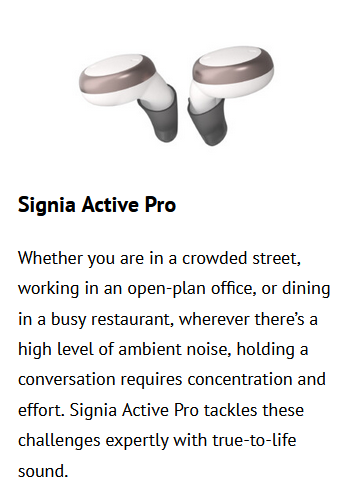 Signia Active Pro
Whether you are in a crowded street,
working in an open-plan office, or dining
in a busy restaurant, wherever there’s a
high level of ambient noise, holding a
conversation requires concentration and
effort. Signia Active Pro tackles these
challenges expertly with true-to-life
sound.